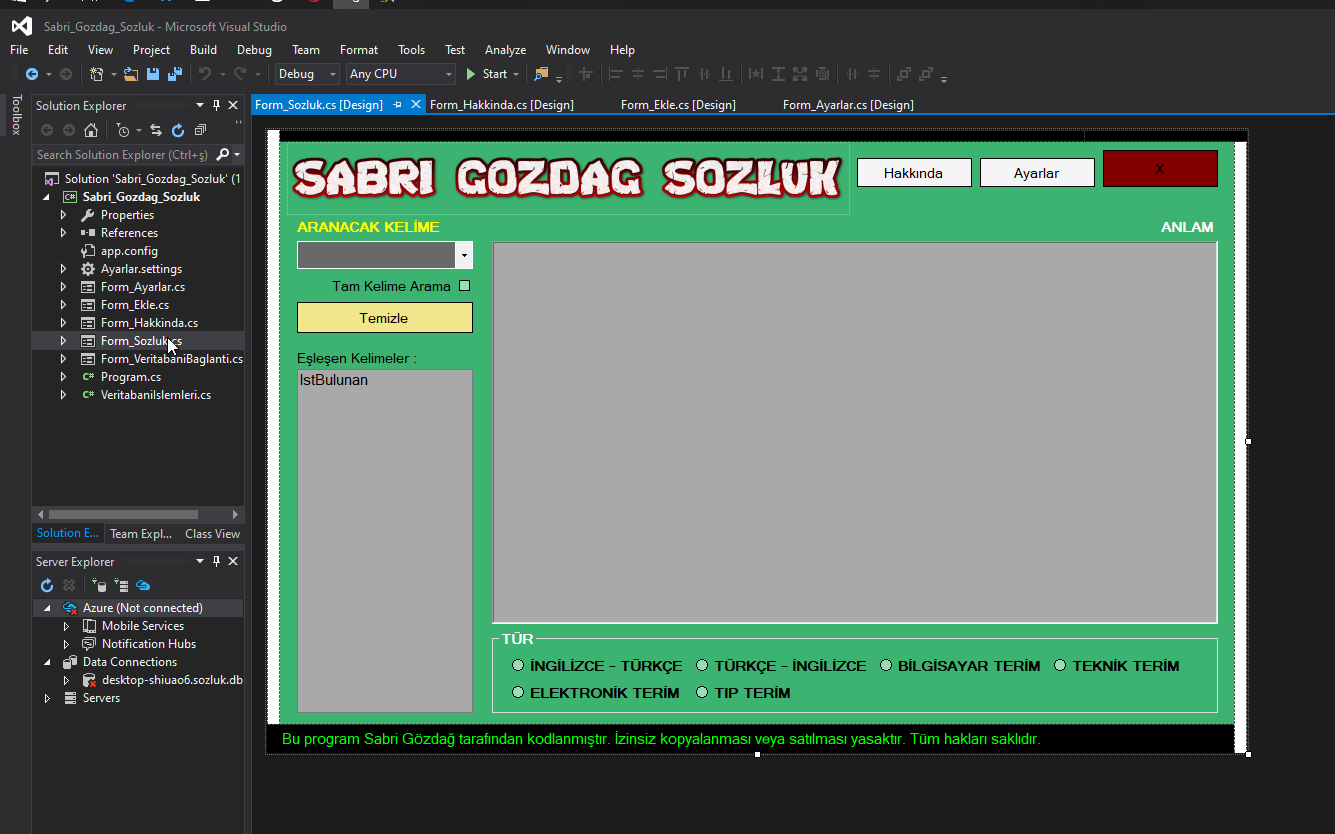 Sabri_Gozdag_Sozluk - Microsoft Visual Studio
File Edit View Project Build Debug Team Format Tools Test Analyze Window Help
Debug Any CPU Start
Toolbox
Solution Explorer
Form_Sozluk.cs [Design] Form_Hakkinda.cs [Design] Form_Ekle.cs [Design] Form_Ayarlar.cs [Design]
Search Solution Explorer (Ctrl+ş)
Solution 'Sabri_Gozdag_Sozluk' (1
Sabri_Gozdag_Sozluk
Properties
References
app.config
Ayarlar.settings
Form_Ayarlar.cs
Form_Ekle.cs
Form_Hakkinda.cs
Form_Sozluk.cs
Form_VeritabaniBaglanti.cs
Program.cs
VeritabaniIslemleri.cs
Solution E... Team Expl... Class View
Server Explorer
Azure (Not connected)
Mobile Services
Notification Hubs
Data Connections
desktop-shiuao6.sozluk.db
Servers
SABRI GOZDAG SOZLUK
Hakkında Ayarlar X
ARANACAK KELİME ANLAM
Tam Kelime Arama
Temizle
Eşleşen Kelimeler :
lstBulunan
TÜR
İNGİLİZCE - TÜRKÇE TÜRKÇE - İNGİLİZCE BİLGİSAYAR TERİM TEKNİK TERİM
ELEKTRONİK TERİM TIP TERİM
Bu program Sabri Gözdağ tarafından kodlanmıştır. İzinsiz kopyalanması veya satılması yasaktır. Tüm hakları saklıdır.